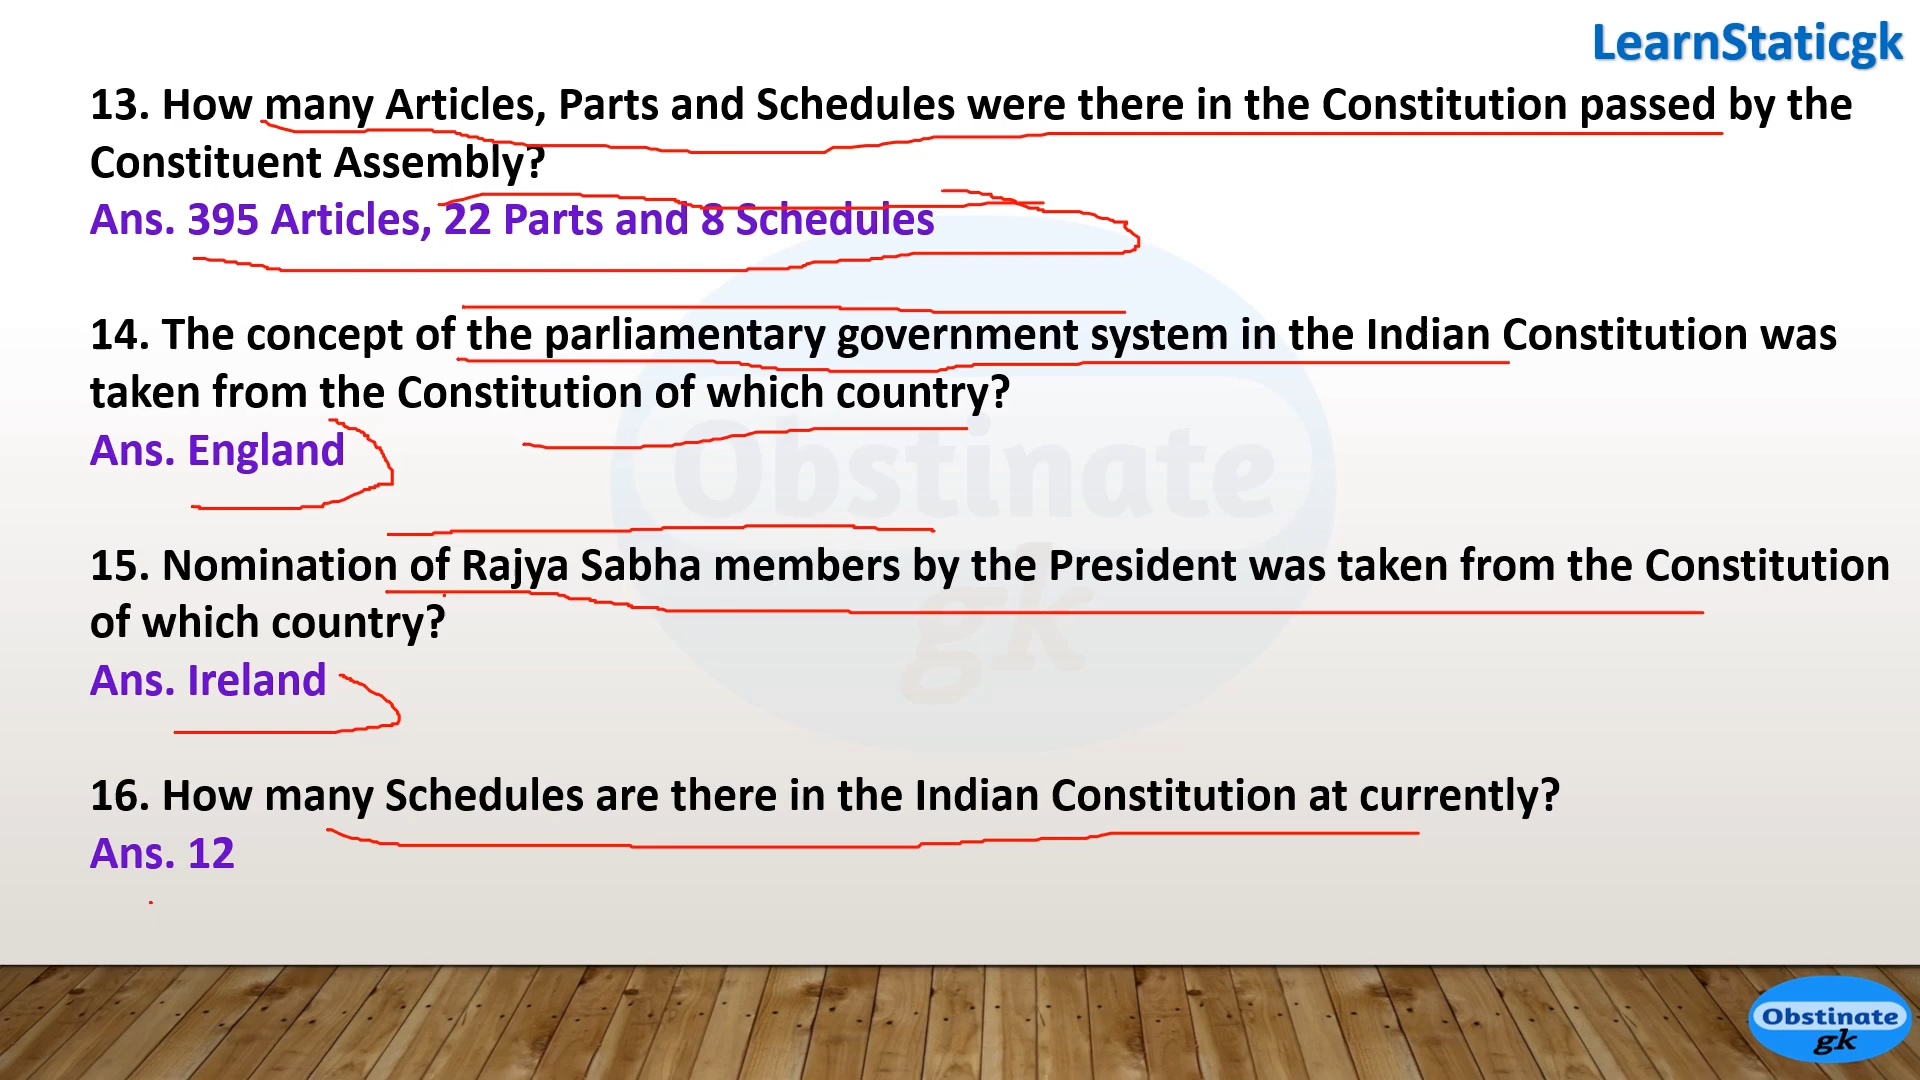 LearnStaticgk
13. How many Articles, Parts and Schedules were there in the Constitution passed by the
Constituent Assembly?
Ans. 395 Articles, 22 Parts and 8 Schedules
14. The concept of the parliamentary government system in the Indian Constitution was
taken from the Constitution of which country?
Ans. England
15. Nomination of Rajya Sabha members by the President was taken from the Constitution
of which country?
Ans. Ireland
16. How many Schedules are there in the Indian Constitution at currently?
Ans. 12
Obstinate
gk
Obstinate
gk